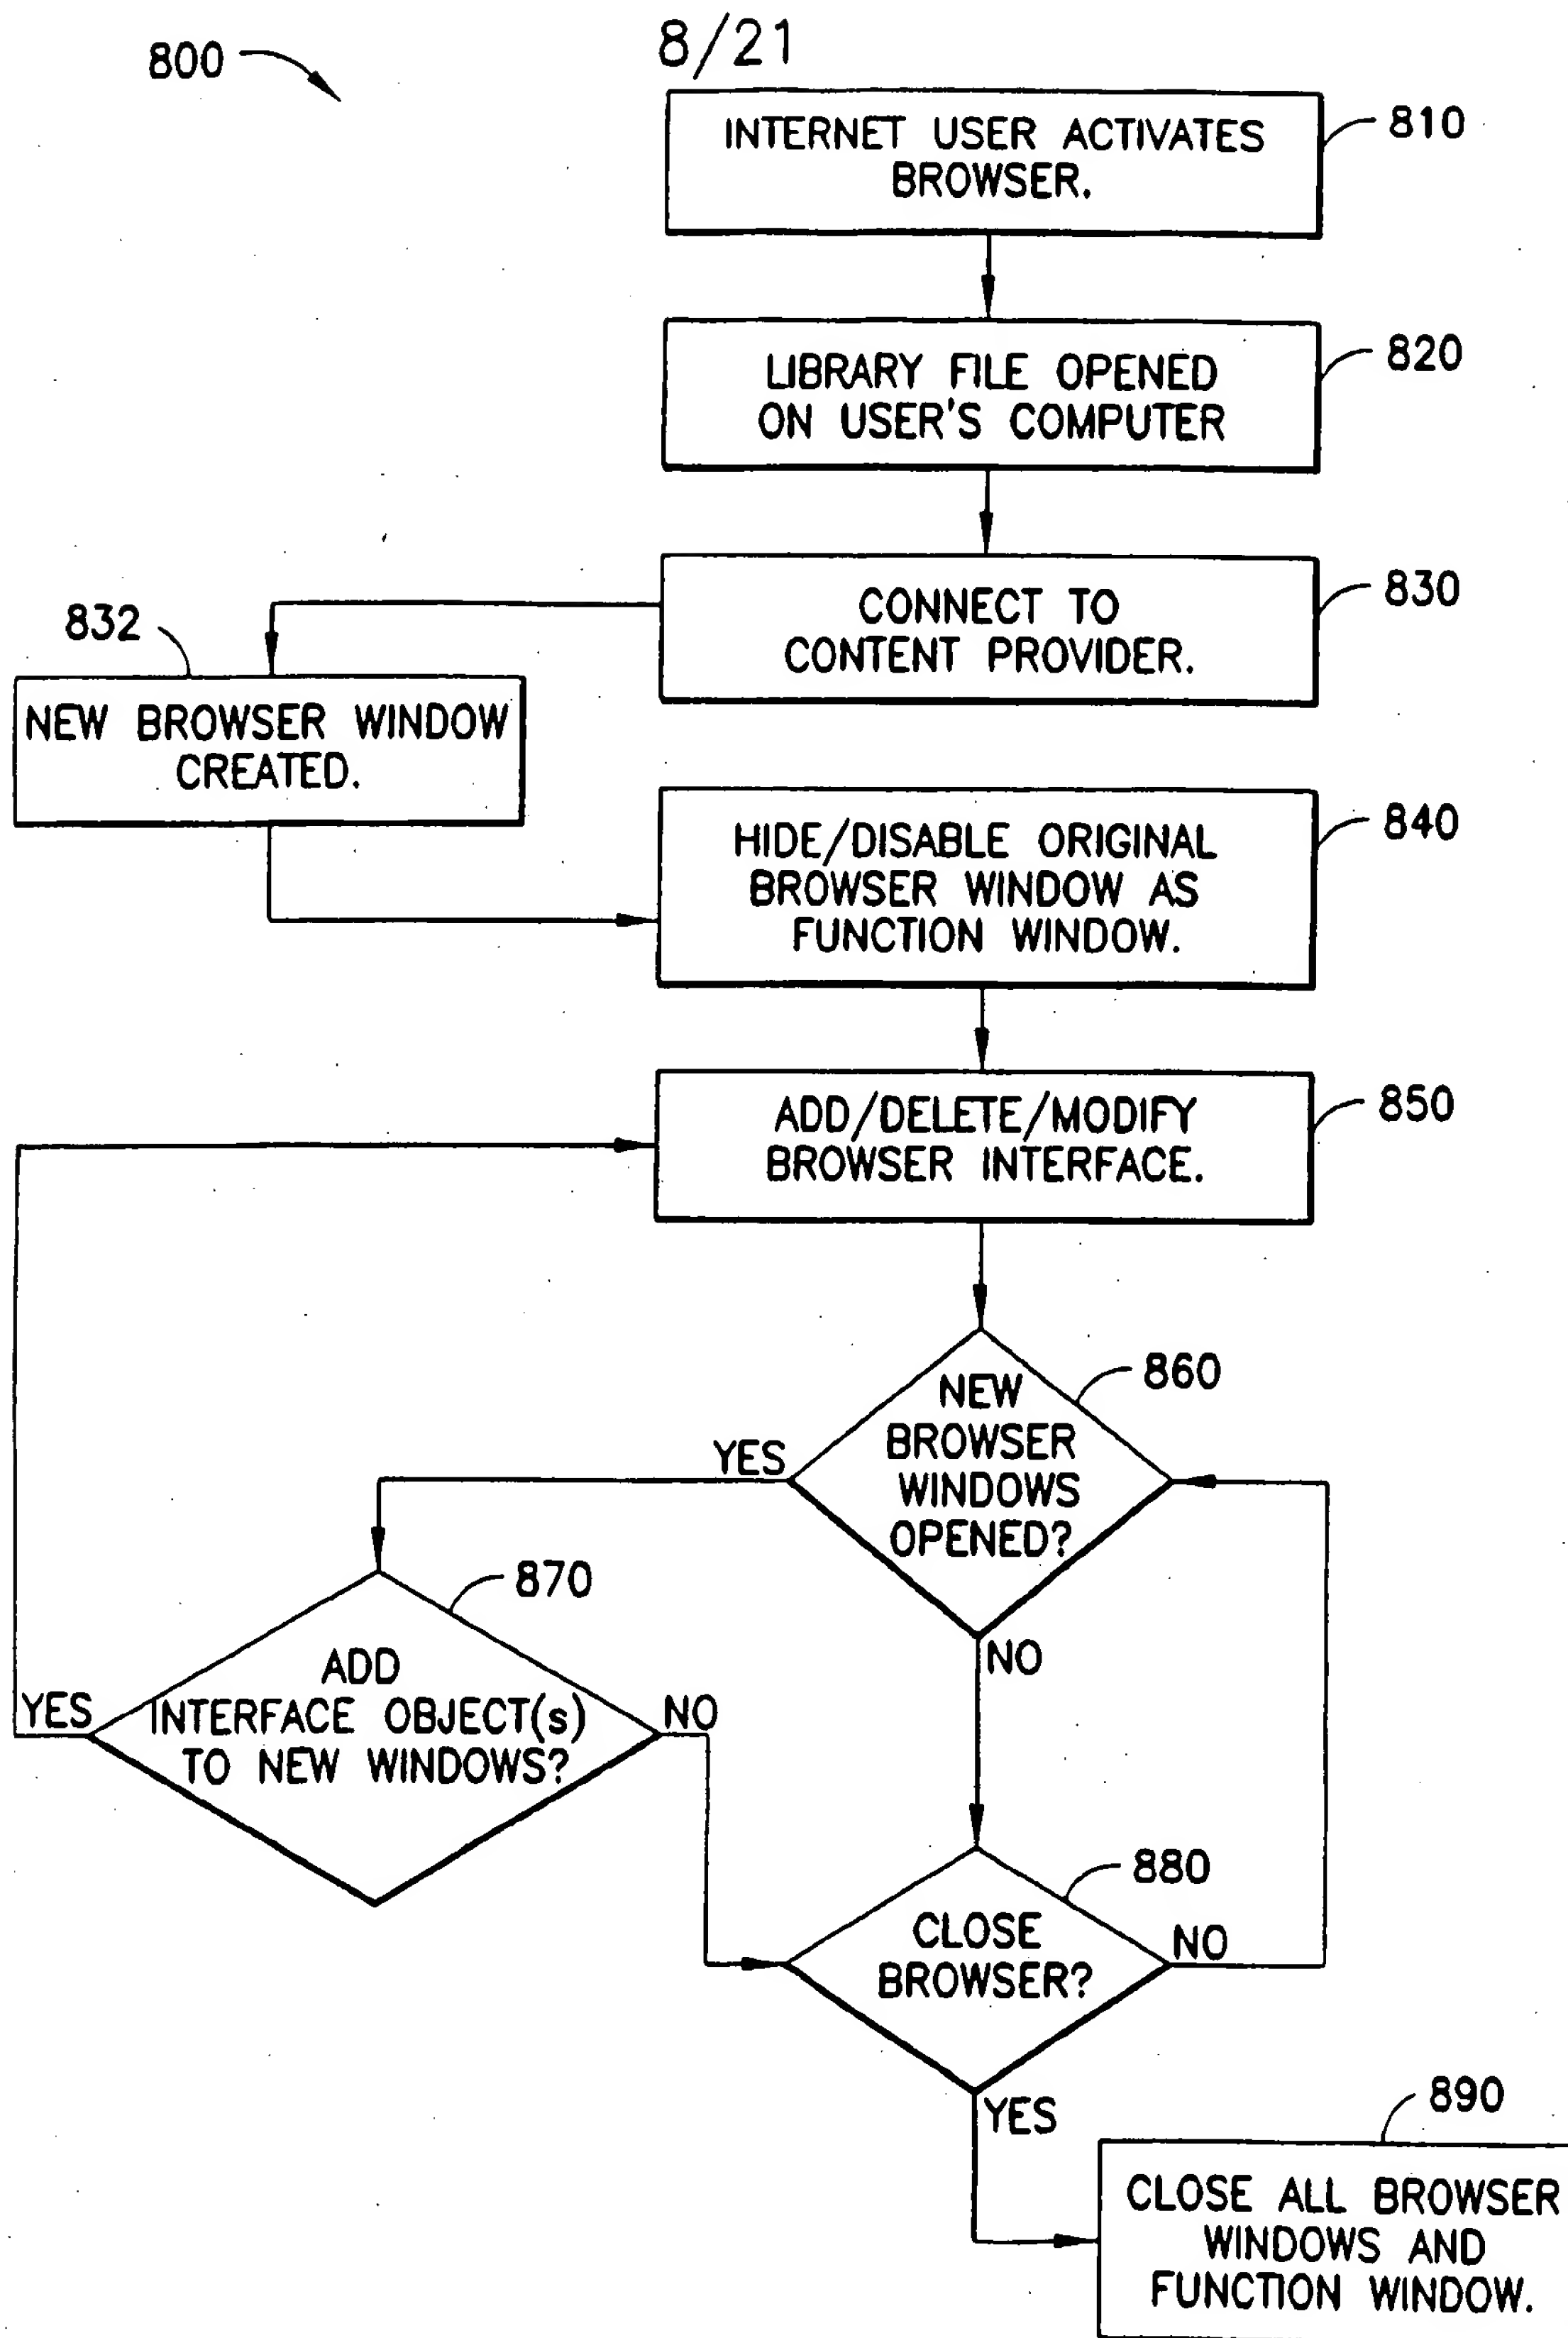 8/21
800
INTERNET USER ACTIVATES
BROWSER.
810
LIBRARY FILE OPENED
ON USER'S COMPUTER
820
CONNECT TO
CONTENT PROVIDER.
830
832
NEW BROWSER WINDOW
CREATED.
HIDE/DISABLE ORIGINAL
BROWSER WINDOW AS
FUNCTION WINDOW.
840
ADD/DELETE/MODIFY
BROWSER INTERFACE.
850
NEW
BROWSER
WINDOWS
OPENED?
860
YES
NO
870
ADD
INTERFACE OBJECT(s)
TO NEW WINDOWS?
YES
NO
880
CLOSE
BROWSER?
NO
YES
890
CLOSE ALL BROWSER
WINDOWS AND
FUNCTION WINDOW.